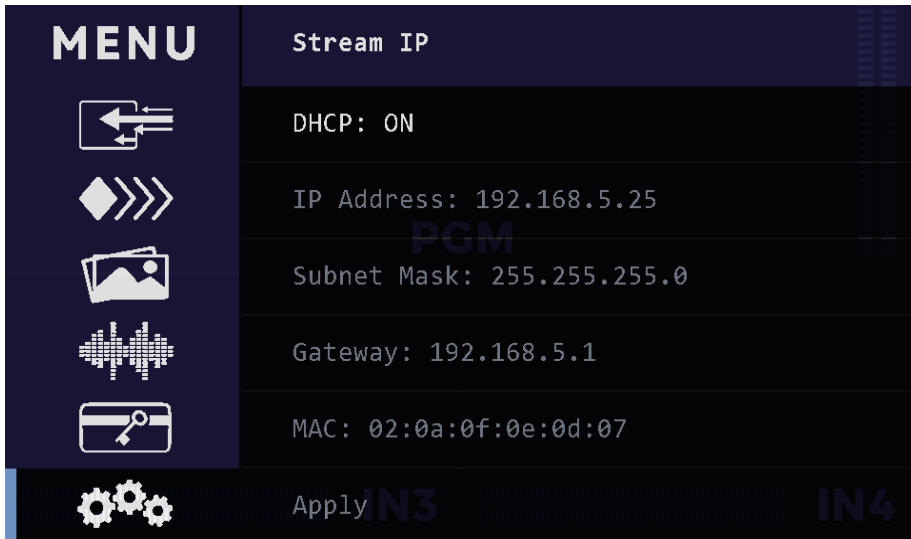 MENU
Stream IP
DHCP: ON
IP Address: 192.168.5.25
PGM
Subnet Mask: 255.255.255.0
Gateway: 192.168.5.1
MAC: 02:0a:0f:0e:0d:07
Apply
IN3
IN4